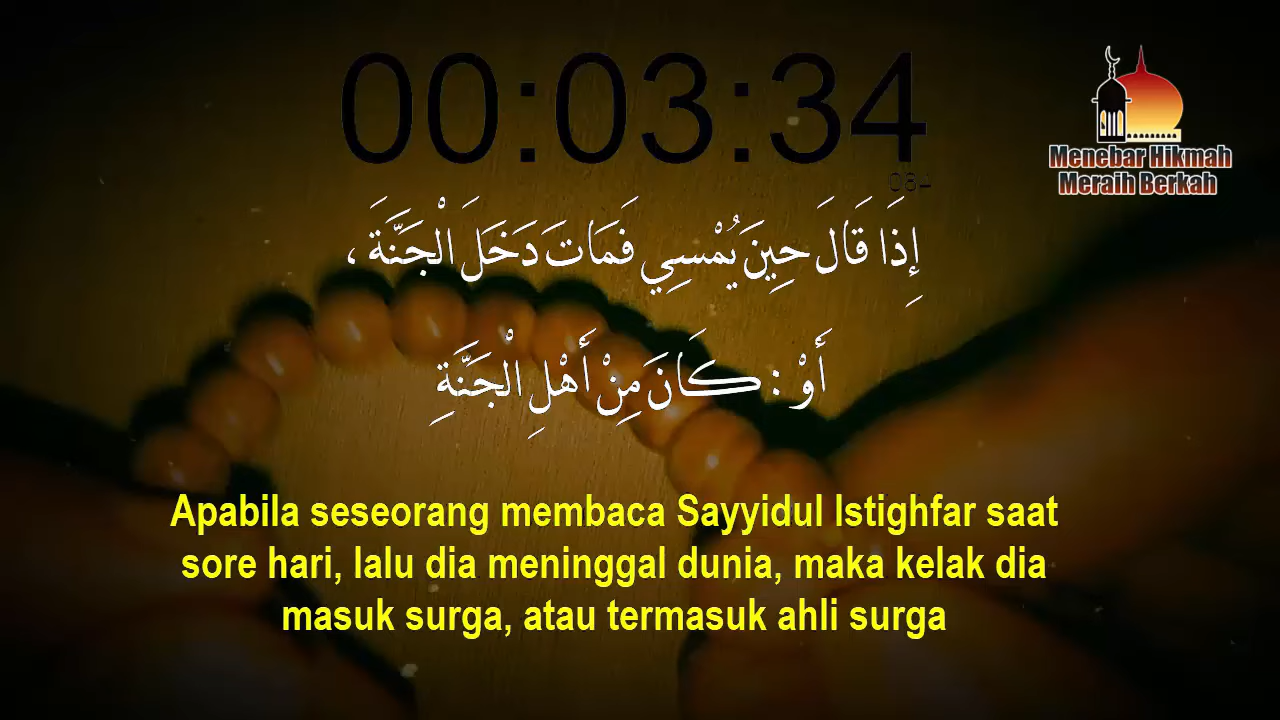 00:03:34
Menebar Hikmah
Meraih Berkah
إِذَا قَالَ حِينَ يُمْسِي فَمَاتَ دَخَلَ الْجَنَّةَ ،
أَوْ : كَانَ مِنْ أَهْلِ الْجَنَّةِ
Apabila seseorang membaca Sayyidul Istighfar saat
sore hari, lalu dia meninggal dunia, maka kelak dia
masuk surga, atau termasuk ahli surga